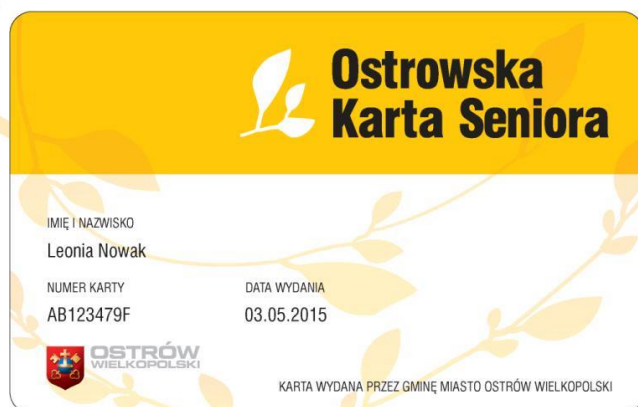 Ostrowska
Karta Seniora
IMIĘ I NAZWISKO
Leonia Nowak
NUMER KARTY
DATA WYDANIA
AB123479F
03.05.2015
OSTRÓW
WIELKOPOLSKI
KARTA WYDANA PRZEZ GMINĘ MIASTO OSTRÓW WIELKOPOLSKI